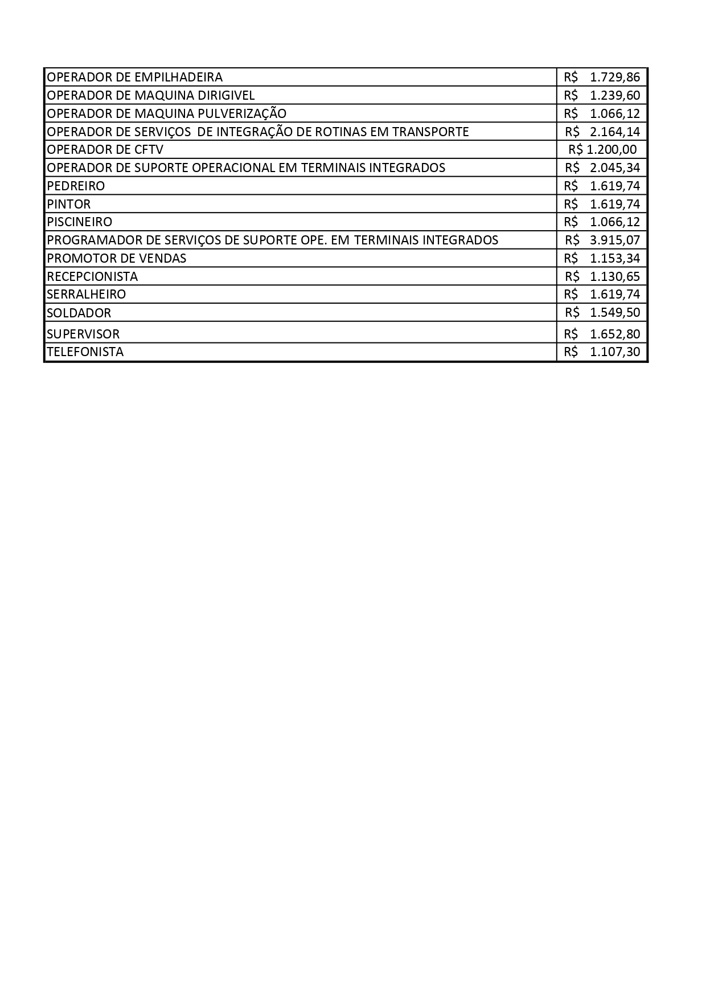 OPERADOR DE EMPILHADEIRA R$ 1.729,86
OPERADOR DE MAQUINA DIRIGIVEL R$ 1.239,60
OPERADOR DE MAQUINA PULVERIZAÇÃO R$ 1.066,12
OPERADOR DE SERVIÇOS DE INTEGRAÇÃO DE ROTINAS EM TRANSPORTE R$ 2.164,14
OPERADOR DE CFTV R$ 1.200,00
OPERADOR DE SUPORTE OPERACIONAL EM TERMINAIS INTEGRADOS R$ 2.045,34
PEDREIRO R$ 1.619,74
PINTOR R$ 1.619,74
PISCINEIRO R$ 1.066,12
PROGRAMADOR DE SERVIÇOS DE SUPORTE OPE. EM TERMINAIS INTEGRADOS R$ 3.915,07
PROMOTOR DE VENDAS R$ 1.153,34
RECEPCIONISTA R$ 1.130,65
SERRALHEIRO R$ 1.619,74
SOLDADOR R$ 1.549,50
SUPERVISOR R$ 1.652,80
TELEFONISTA R$ 1.107,30